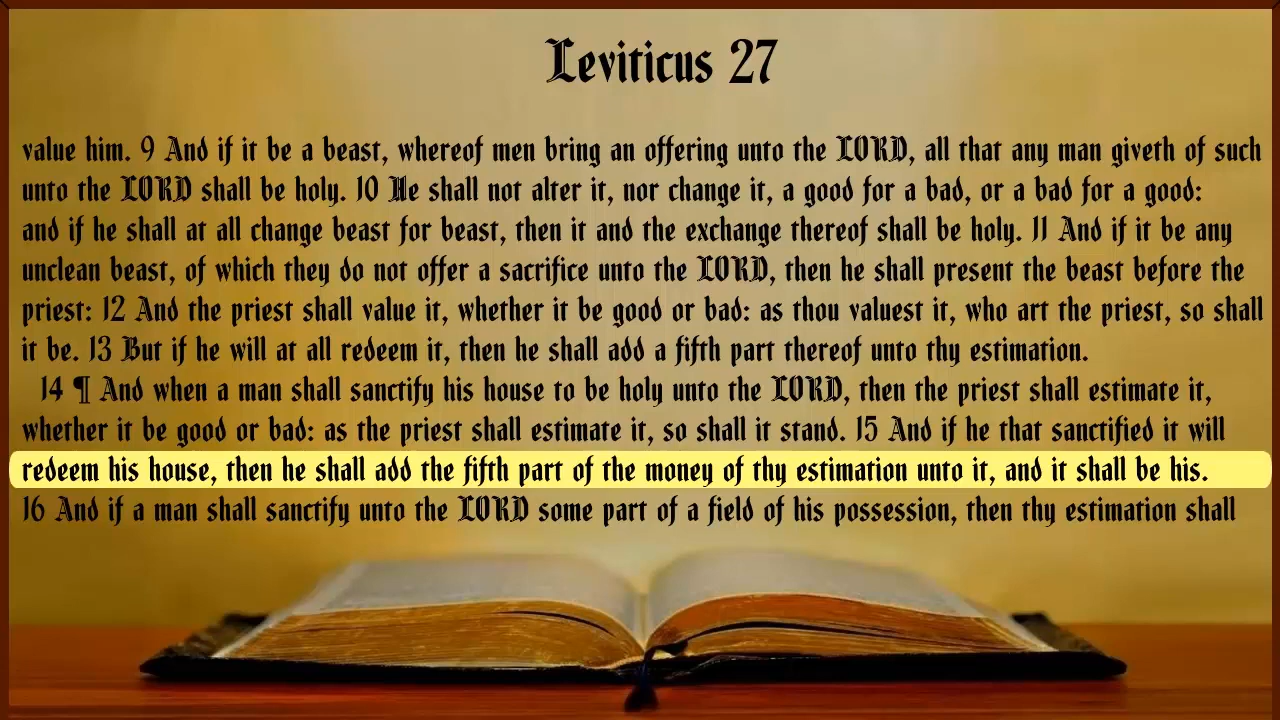 Leviticus 27
value him. 9 And if it be a beast, whereof men bring an offering unto the LORD, all that any man giveth of such
unto the LORD shall be holy. 10 He shall not alter it, nor change it, a good for a bad, or a bad for a good:
and if he shall at all change beast for beast, then it and the exchange thereof shall be holy. 11 And if it be any
unclean beast, of which they do not offer a sacrifice unto the LORD, then he shall present the beast before the
priest: 12 And the priest shall value it, whether it be good or bad: as thou valuest it, who art the priest, so shall
it be. 13 But if he will at all redeem it, then he shall add a fifth part thereof unto thy estimation.
14 ¶ And when a man shall sanctify his house to be holy unto the LORD, then the priest shall estimate it,
whether it be good or bad: as the priest shall estimate it, so shall it stand. 15 And if he that sanctified it will
redeem his house, then he shall add the fifth part of the money of thy estimation unto it, and it shall be his.
16 And if a man shall sanctify unto the LORD some part of a field of his possession, then thy estimation shall